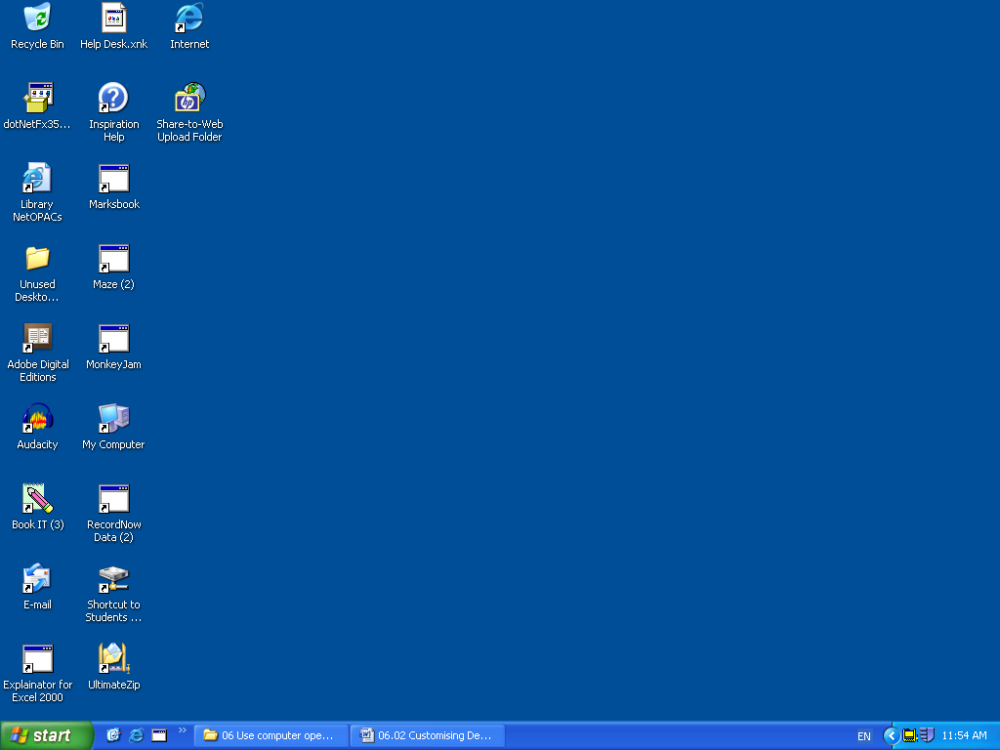 Recycle Bin
Help Desk.xnk
Internet
dotNetFx35...
Inspiration
Help
Share-to-Web
Upload Folder
Library
NetOPACs
Marksbook
Unused
Deskto...
Maze (2)
Adobe Digital
Editions
MonkeyJam
Audacity
My Computer
Book IT (3)
RecordNow
Data (2)
E-mail
Shortcut to
Students ...
Explainator for
Excel 2000
UltimateZip
start
06 Use computer ope...
06.02 Customising De...
EN
11:54 AM